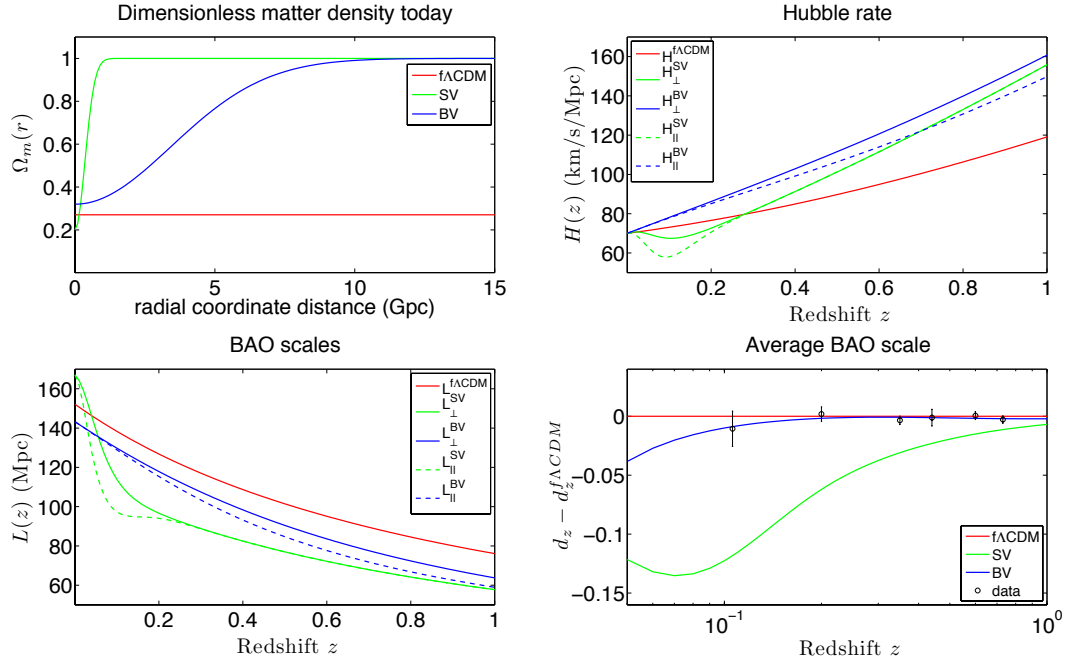 Dimensionless matter density today
Ω_m(r)
1
0.8
0.6
0.4
0.2
fΛCDM
SV
BV
0 5 10 15
radial coordinate distance (Gpc)
Hubble rate
H(z) (km/s/Mpc)
160
140
120
100
80
60
H^{fΛCDM}
H_⊥^{SV}
H_⊥^{BV}
H_{||}^{SV}
H_{||}^{BV}
0.2 0.4 0.6 0.8 1
Redshift z
BAO scales
L(z) (Mpc)
160
140
120
100
80
60
L^{fΛCDM}
L_⊥^{SV}
L_⊥^{BV}
L_{||}^{SV}
L_{||}^{BV}
0.2 0.4 0.6 0.8 1
Redshift z
Average BAO scale
d_z − d_z^{fΛCDM}
0
−0.05
−0.1
−0.15
fΛCDM
SV
BV
data
10^{−1} 10^{0}
Redshift z